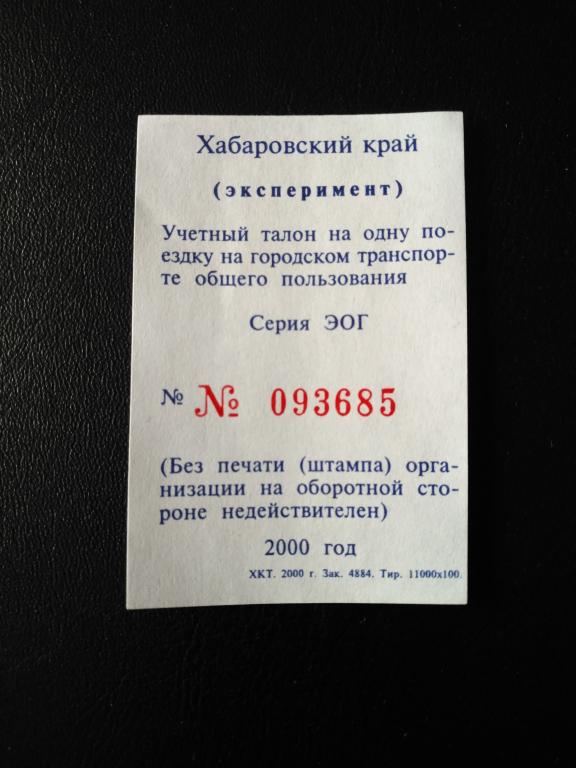 Хабаровский край
(эксперимент)
Учетный талон на одну по-
ездку на городском транспор-
те общего пользования
Серия ЭОГ
№ № 093685
(Без печати (штампа) орга-
низации на оборотной сто-
роне недействителен)
2000 год
ХКТ. 2000 г. Зак. 4884. Тир. 11000х100.